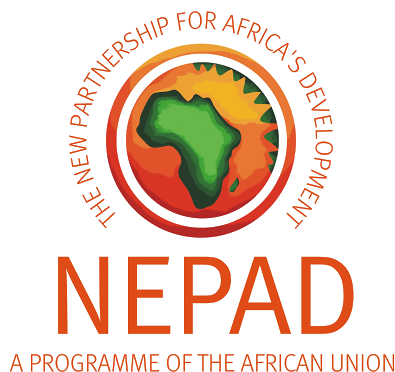 THE NEW PARTNERSHIP FOR AFRICA'S DEVELOPMENT
NEPAD
A PROGRAMME OF THE AFRICAN UNION